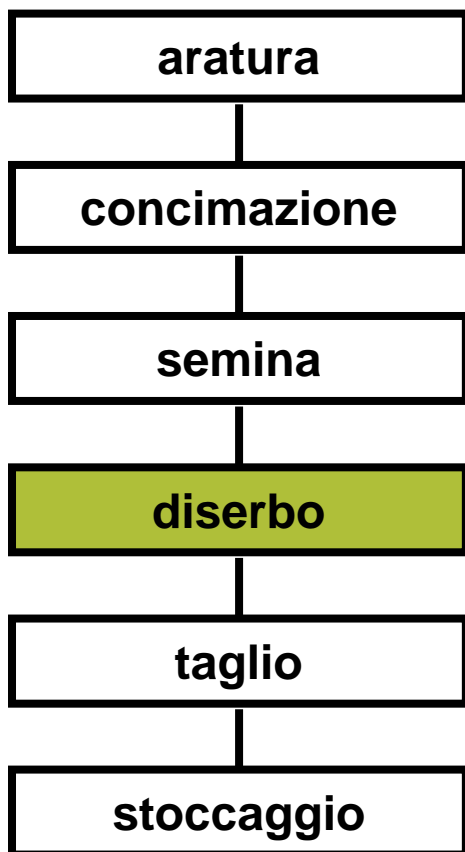 aratura
concimazione
semina
diserbo
taglio
stoccaggio